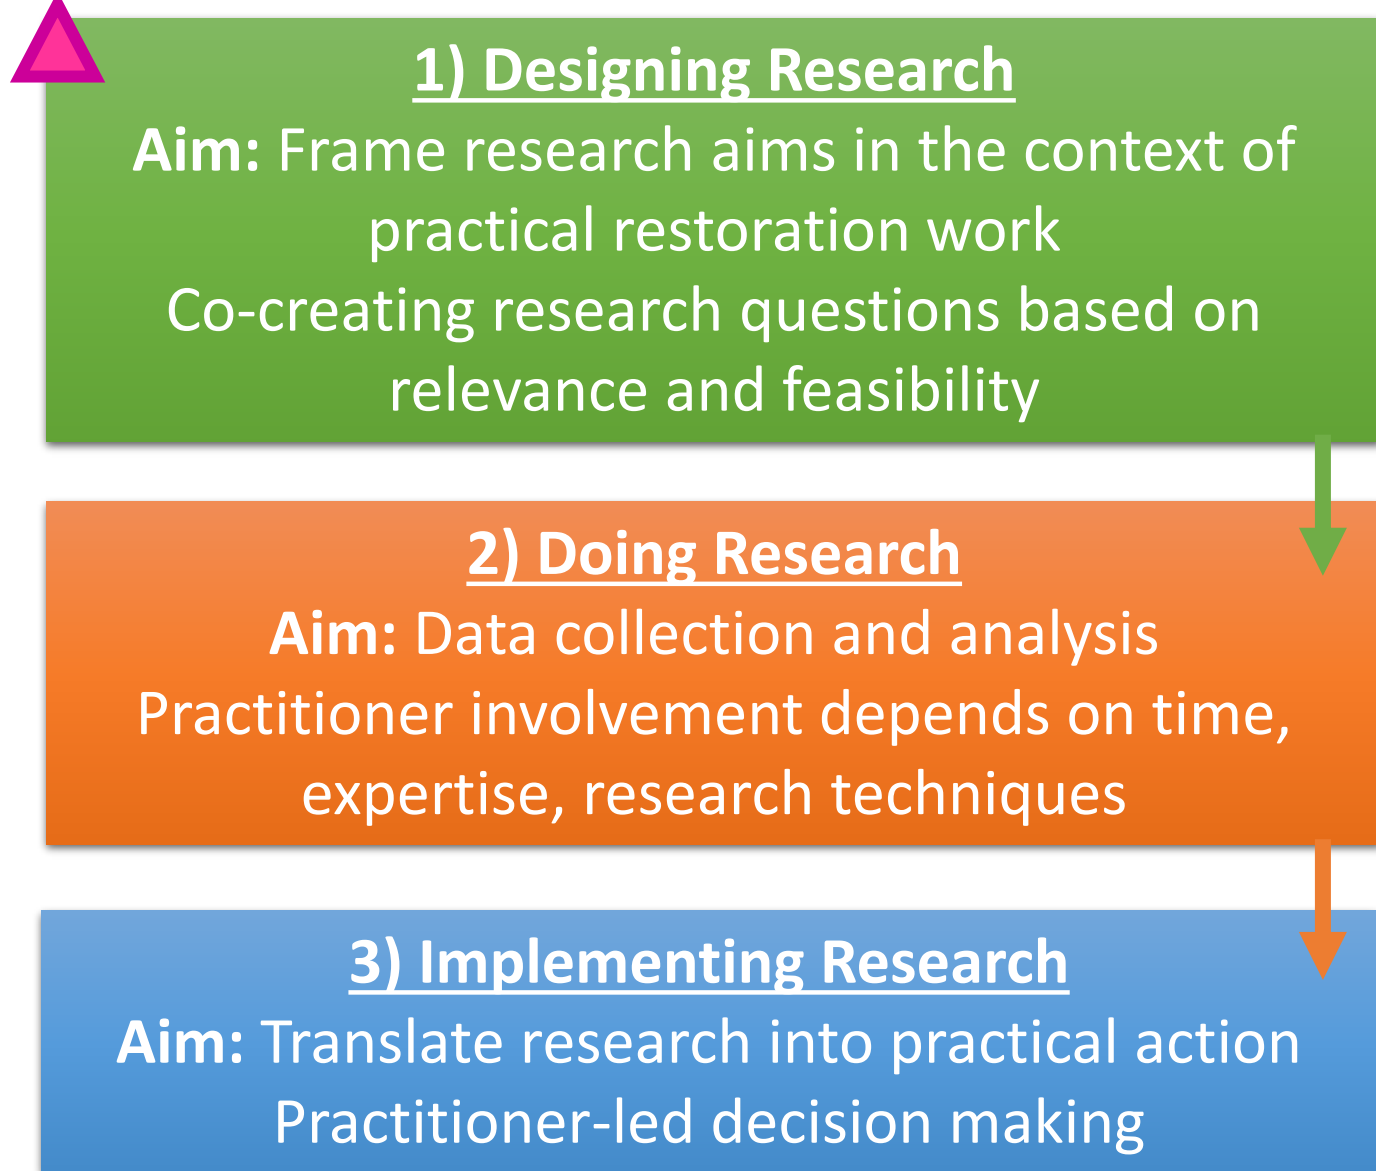 1) Designing Research
Aim: Frame research aims in the context of
practical restoration work
Co-creating research questions based on
relevance and feasibility
2) Doing Research
Aim: Data collection and analysis
Practitioner involvement depends on time,
expertise, research techniques
3) Implementing Research
Aim: Translate research into practical action
Practitioner-led decision making